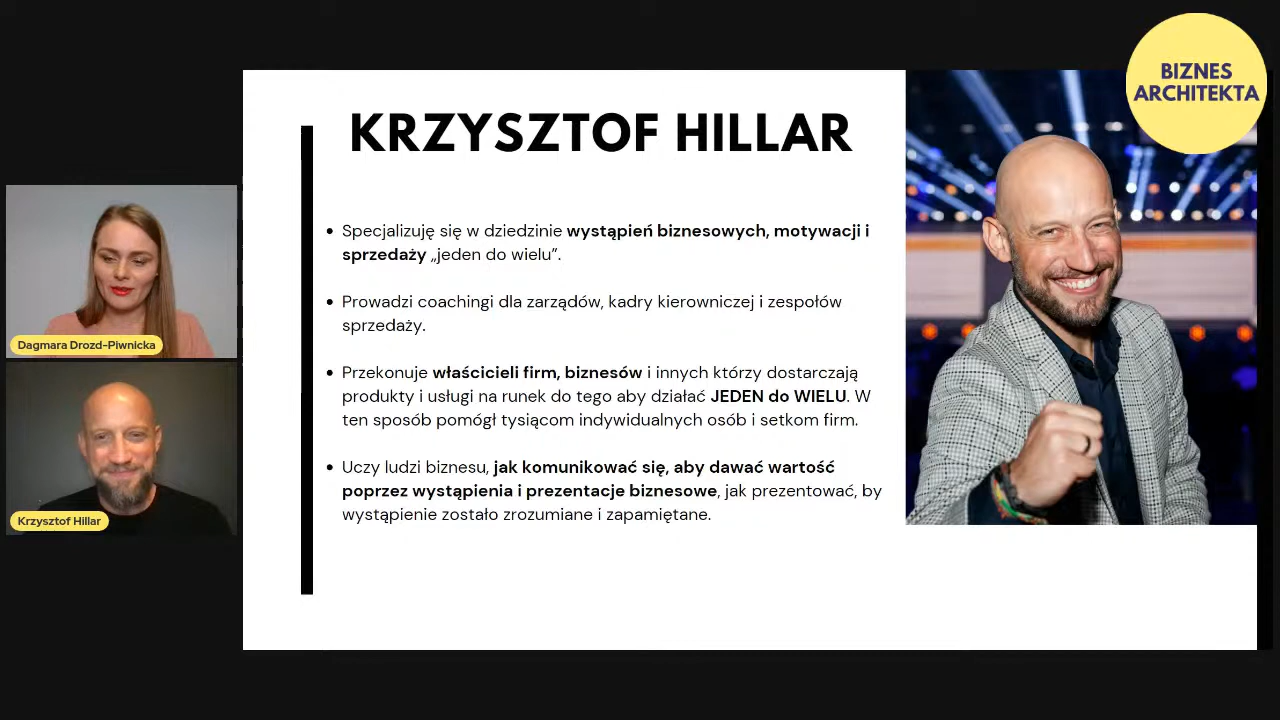 BIZNES
ARCHITEKTA
KRZYSZTOF HILLAR
Specjalizuję się w dziedzinie wystąpień biznesowych, motywacji i
sprzedaży „jeden do wielu”.
Prowadzi coachingi dla zarządów, kadry kierowniczej i zespołów
sprzedaży.
Przekonuje właścicieli firm, biznesów i innych którzy dostarczają
produkty i usługi na runek do tego aby działać JEDEN do WIELU. W
ten sposób pomógł tysiącom indywidualnych osób i setkom firm.
Uczy ludzi biznesu, jak komunikować się, aby dawać wartość
poprzez wystąpienia i prezentacje biznesowe, jak prezentować, by
wystąpienie zostało zrozumiane i zapamiętane.
Dagmara Drozd-Piwnicka
Krzysztof Hillar